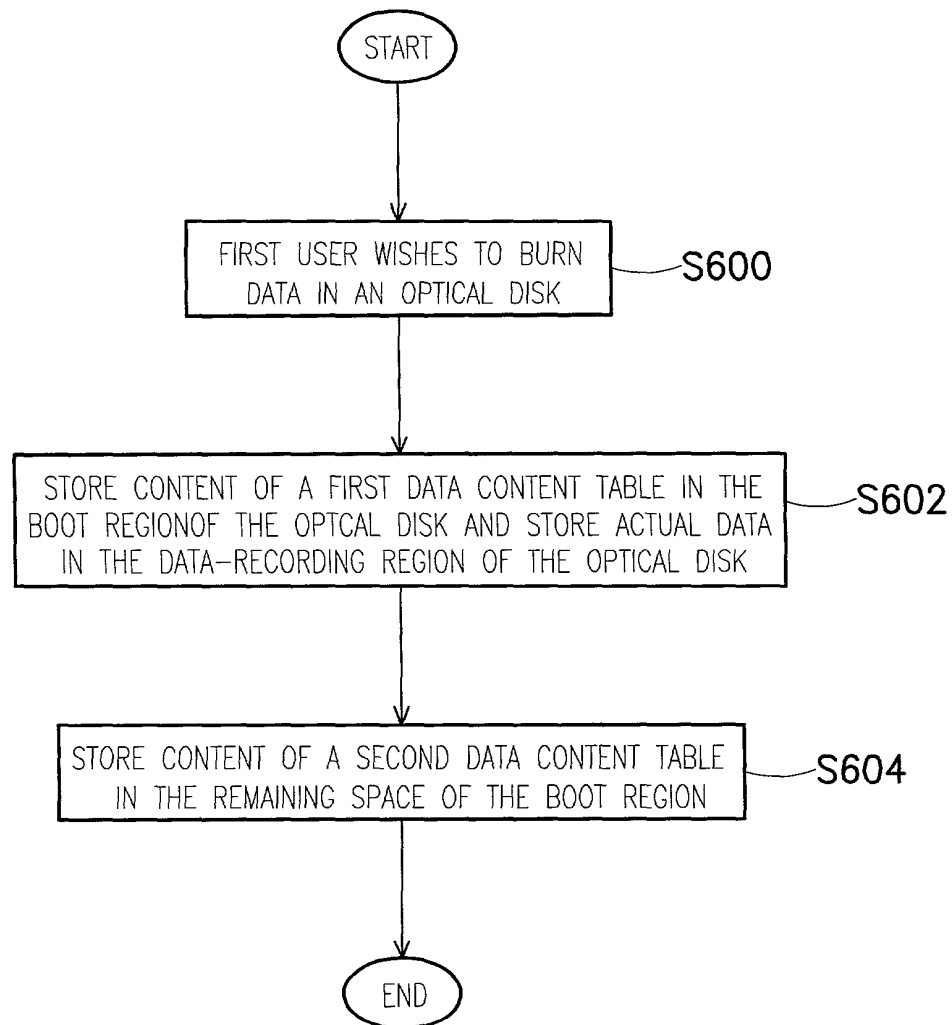 START
FIRST USER WISHES TO BURN
DATA IN AN OPTICAL DISK
S600
STORE CONTENT OF A FIRST DATA CONTENT TABLE IN THE
BOOT REGIONOF THE OPTCAL DISK AND STORE ACTUAL DATA
IN THE DATA-RECORDING REGION OF THE OPTICAL DISK
S602
STORE CONTENT OF A SECOND DATA CONTENT TABLE
IN THE REMAINING SPACE OF THE BOOT REGION
S604
END